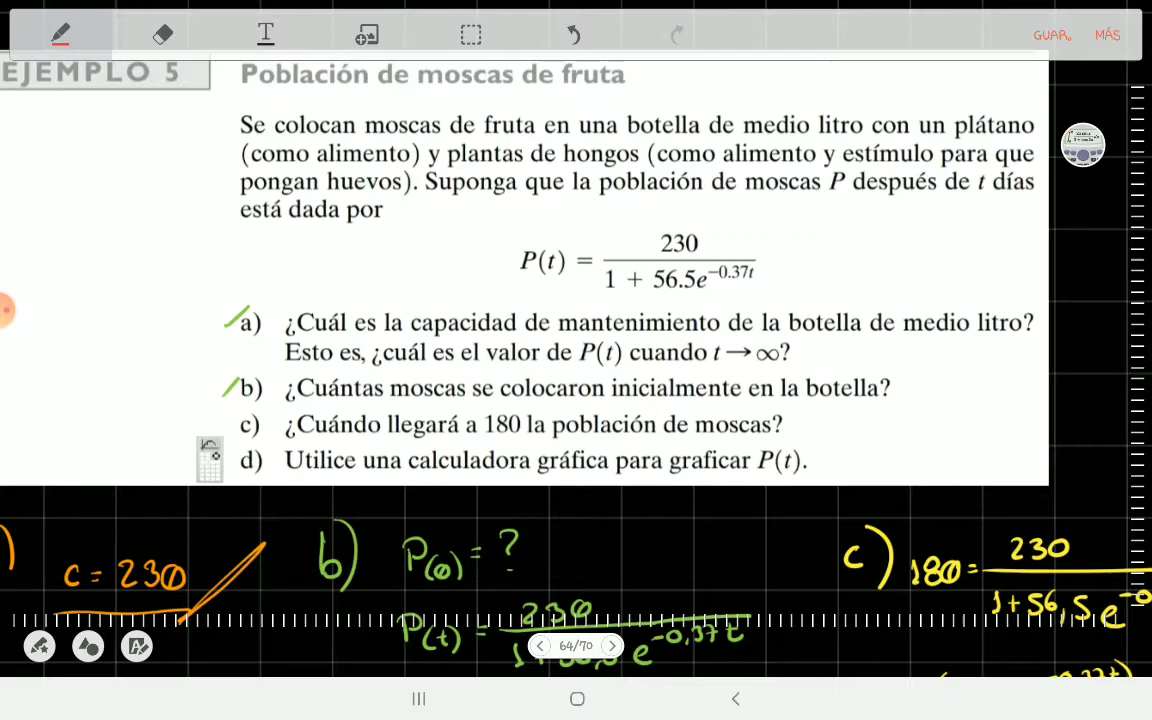 T
GUAR.
MÁS
EJEMPLO 5
Población de moscas de fruta
Se colocan moscas de fruta en una botella de medio litro con un plátano
(como alimento) y plantas de hongos (como alimento y estímulo para que
pongan huevos). Suponga que la población de moscas P después de t días
está dada por
P(t) = 230 / (1 + 56.5e^{-0.37t})
a) ¿Cuál es la capacidad de mantenimiento de la botella de medio litro?
Esto es, ¿cuál es el valor de P(t) cuando t → ∞?
b) ¿Cuántas moscas se colocaron inicialmente en la botella?
c) ¿Cuándo llegará a 180 la población de moscas?
d) Utilice una calculadora gráfica para graficar P(t).
)
c = 230
b) P(0) = ?
P(t) = 230
e^{-0,37t}
c) 180 = 230
1 + 56,5 e^{-0
64/70